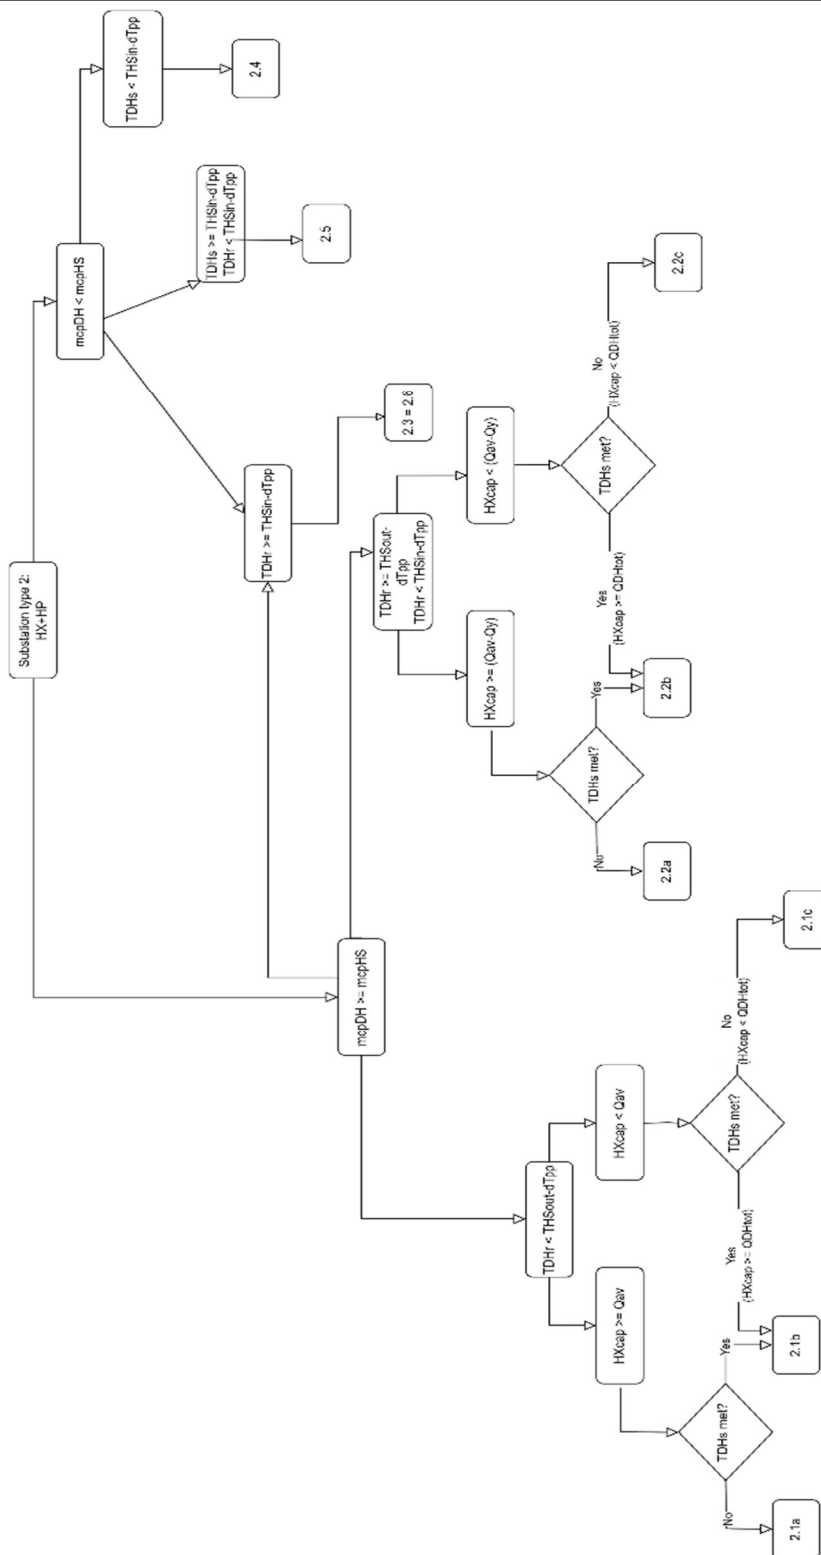 Substation type 2:
HX+HP
mcpDH >= mcpHS
mcpDH < mcpHS
TDHr < THSout-dTpp
TDHr >= THSout-
dTpp
TDHr < THSin-dTpp
TDHr >= THSin-dTpp
TDHs >= THSin-dTpp
TDHr < THSin-dTpp
TDHs < THSin-dTpp
HXcap >= Qav
HXcap < Qav
HXcap >= (Qav-Qy)
HXcap < (Qav-Qy)
2.3 = 2.6
2.5
2.4
TDHs met?
TDHs met?
TDHs met?
TDHs met?
No
Yes
Yes
(HXcap >= QDHtot)
No
(HXcap < QDHtot)
No
Yes
Yes
(HXcap >= QDHtot)
No
(HXcap < QDHtot)
2.1a
2.1b
2.1c
2.2a
2.2b
2.2c